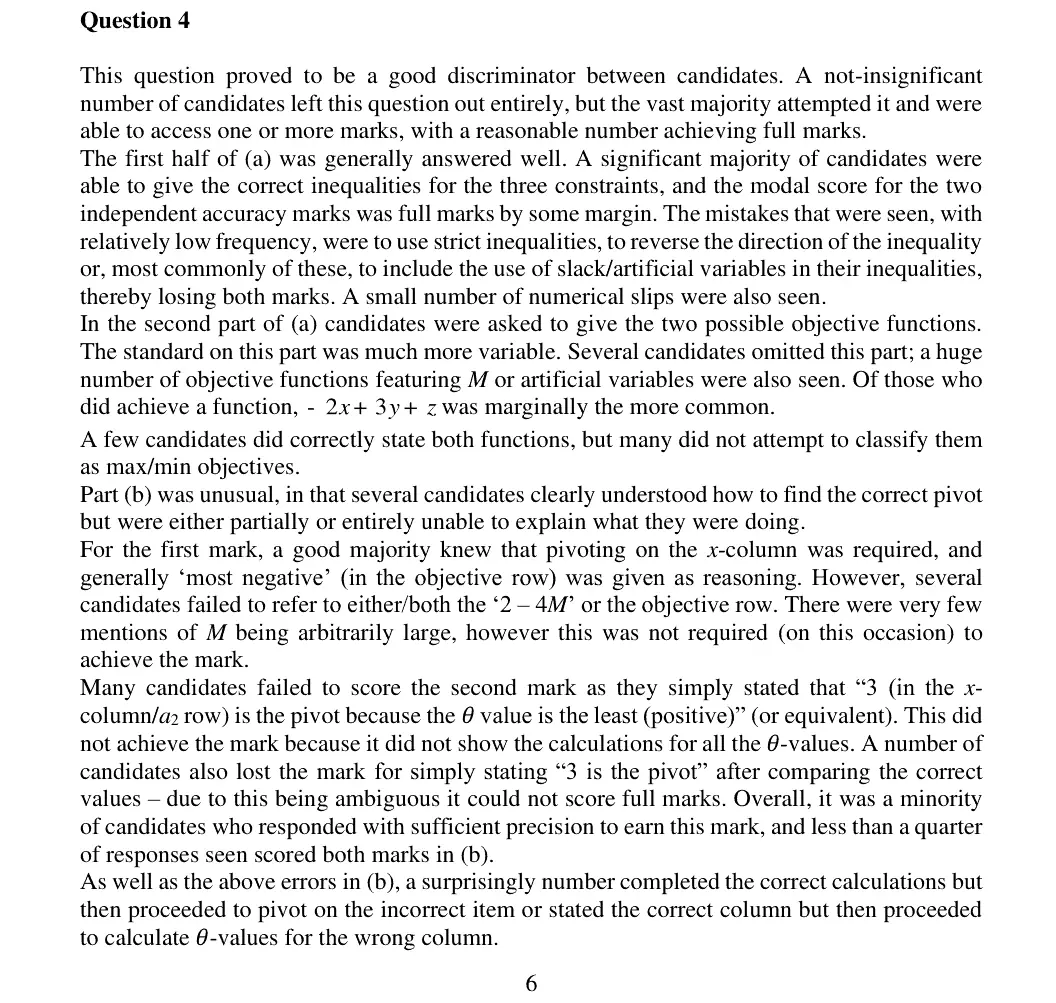 Question 4
This question proved to be a good discriminator between candidates. A not-insignificant
number of candidates left this question out entirely, but the vast majority attempted it and were
able to access one or more marks, with a reasonable number achieving full marks.
The first half of (a) was generally answered well. A significant majority of candidates were
able to give the correct inequalities for the three constraints, and the modal score for the two
independent accuracy marks was full marks by some margin. The mistakes that were seen, with
relatively low frequency, were to use strict inequalities, to reverse the direction of the inequality
or, most commonly of these, to include the use of slack/artificial variables in their inequalities,
thereby losing both marks. A small number of numerical slips were also seen.
In the second part of (a) candidates were asked to give the two possible objective functions.
The standard on this part was much more variable. Several candidates omitted this part; a huge
number of objective functions featuring M or artificial variables were also seen. Of those who
did achieve a function, - 2x + 3y + z was marginally the more common.
A few candidates did correctly state both functions, but many did not attempt to classify them
as max/min objectives.
Part (b) was unusual, in that several candidates clearly understood how to find the correct pivot
but were either partially or entirely unable to explain what they were doing.
For the first mark, a good majority knew that pivoting on the x-column was required, and
generally ‘most negative’ (in the objective row) was given as reasoning. However, several
candidates failed to refer to either/both the ‘2 – 4M’ or the objective row. There were very few
mentions of M being arbitrarily large, however this was not required (on this occasion) to
achieve the mark.
Many candidates failed to score the second mark as they simply stated that “3 (in the x-
column/a₂ row) is the pivot because the θ value is the least (positive)” (or equivalent). This did
not achieve the mark because it did not show the calculations for all the θ-values. A number of
candidates also lost the mark for simply stating “3 is the pivot” after comparing the correct
values – due to this being ambiguous it could not score full marks. Overall, it was a minority
of candidates who responded with sufficient precision to earn this mark, and less than a quarter
of responses seen scored both marks in (b).
As well as the above errors in (b), a surprisingly number completed the correct calculations but
then proceeded to pivot on the incorrect item or stated the correct column but then proceeded
to calculate θ-values for the wrong column.
6